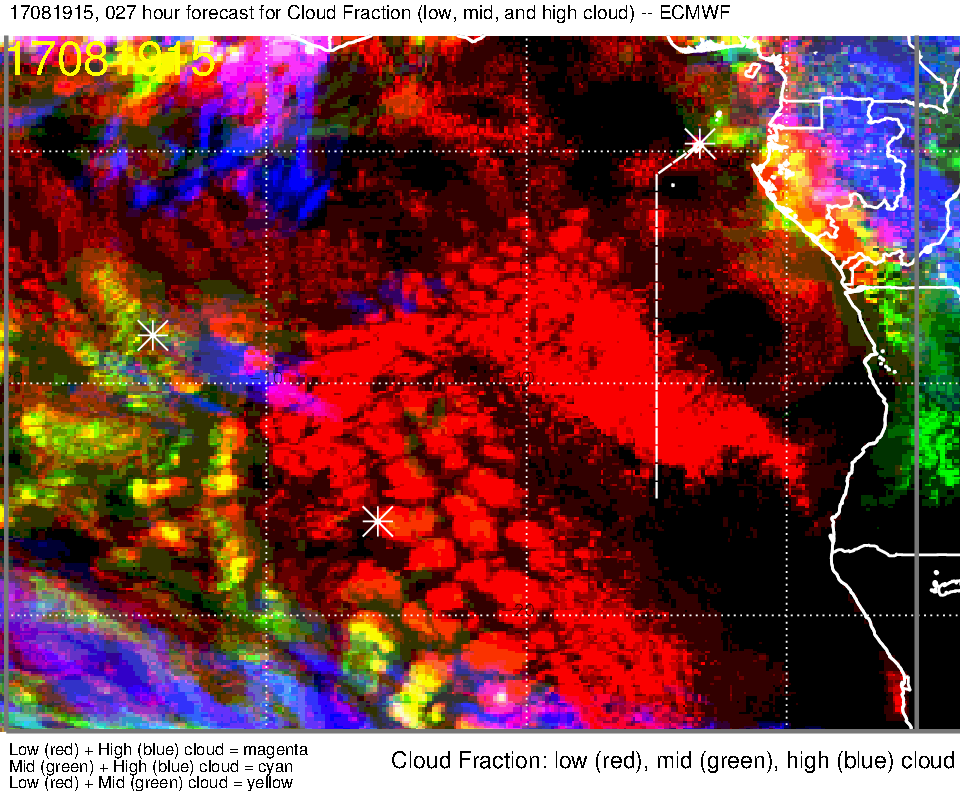 17081915, 027 hour forecast for Cloud Fraction (low, mid, and high cloud) -- ECMWF
17081915
Low (red) + High (blue) cloud = magenta
Mid (green) + High (blue) cloud = cyan
Low (red) + Mid (green) cloud = yellow
Cloud Fraction: low (red), mid (green), high (blue) cloud